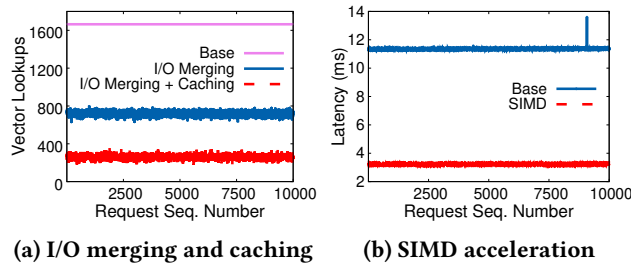 Vector Lookups
1600
1200
800
400
0
Base
I/O Merging
I/O Merging + Caching
2500 5000 7500 10000
Request Seq. Number
(a) I/O merging and caching
Latency (ms)
14
12
10
8
6
4
2
Base
SIMD
2500 5000 7500 10000
Request Seq. Number
(b) SIMD acceleration